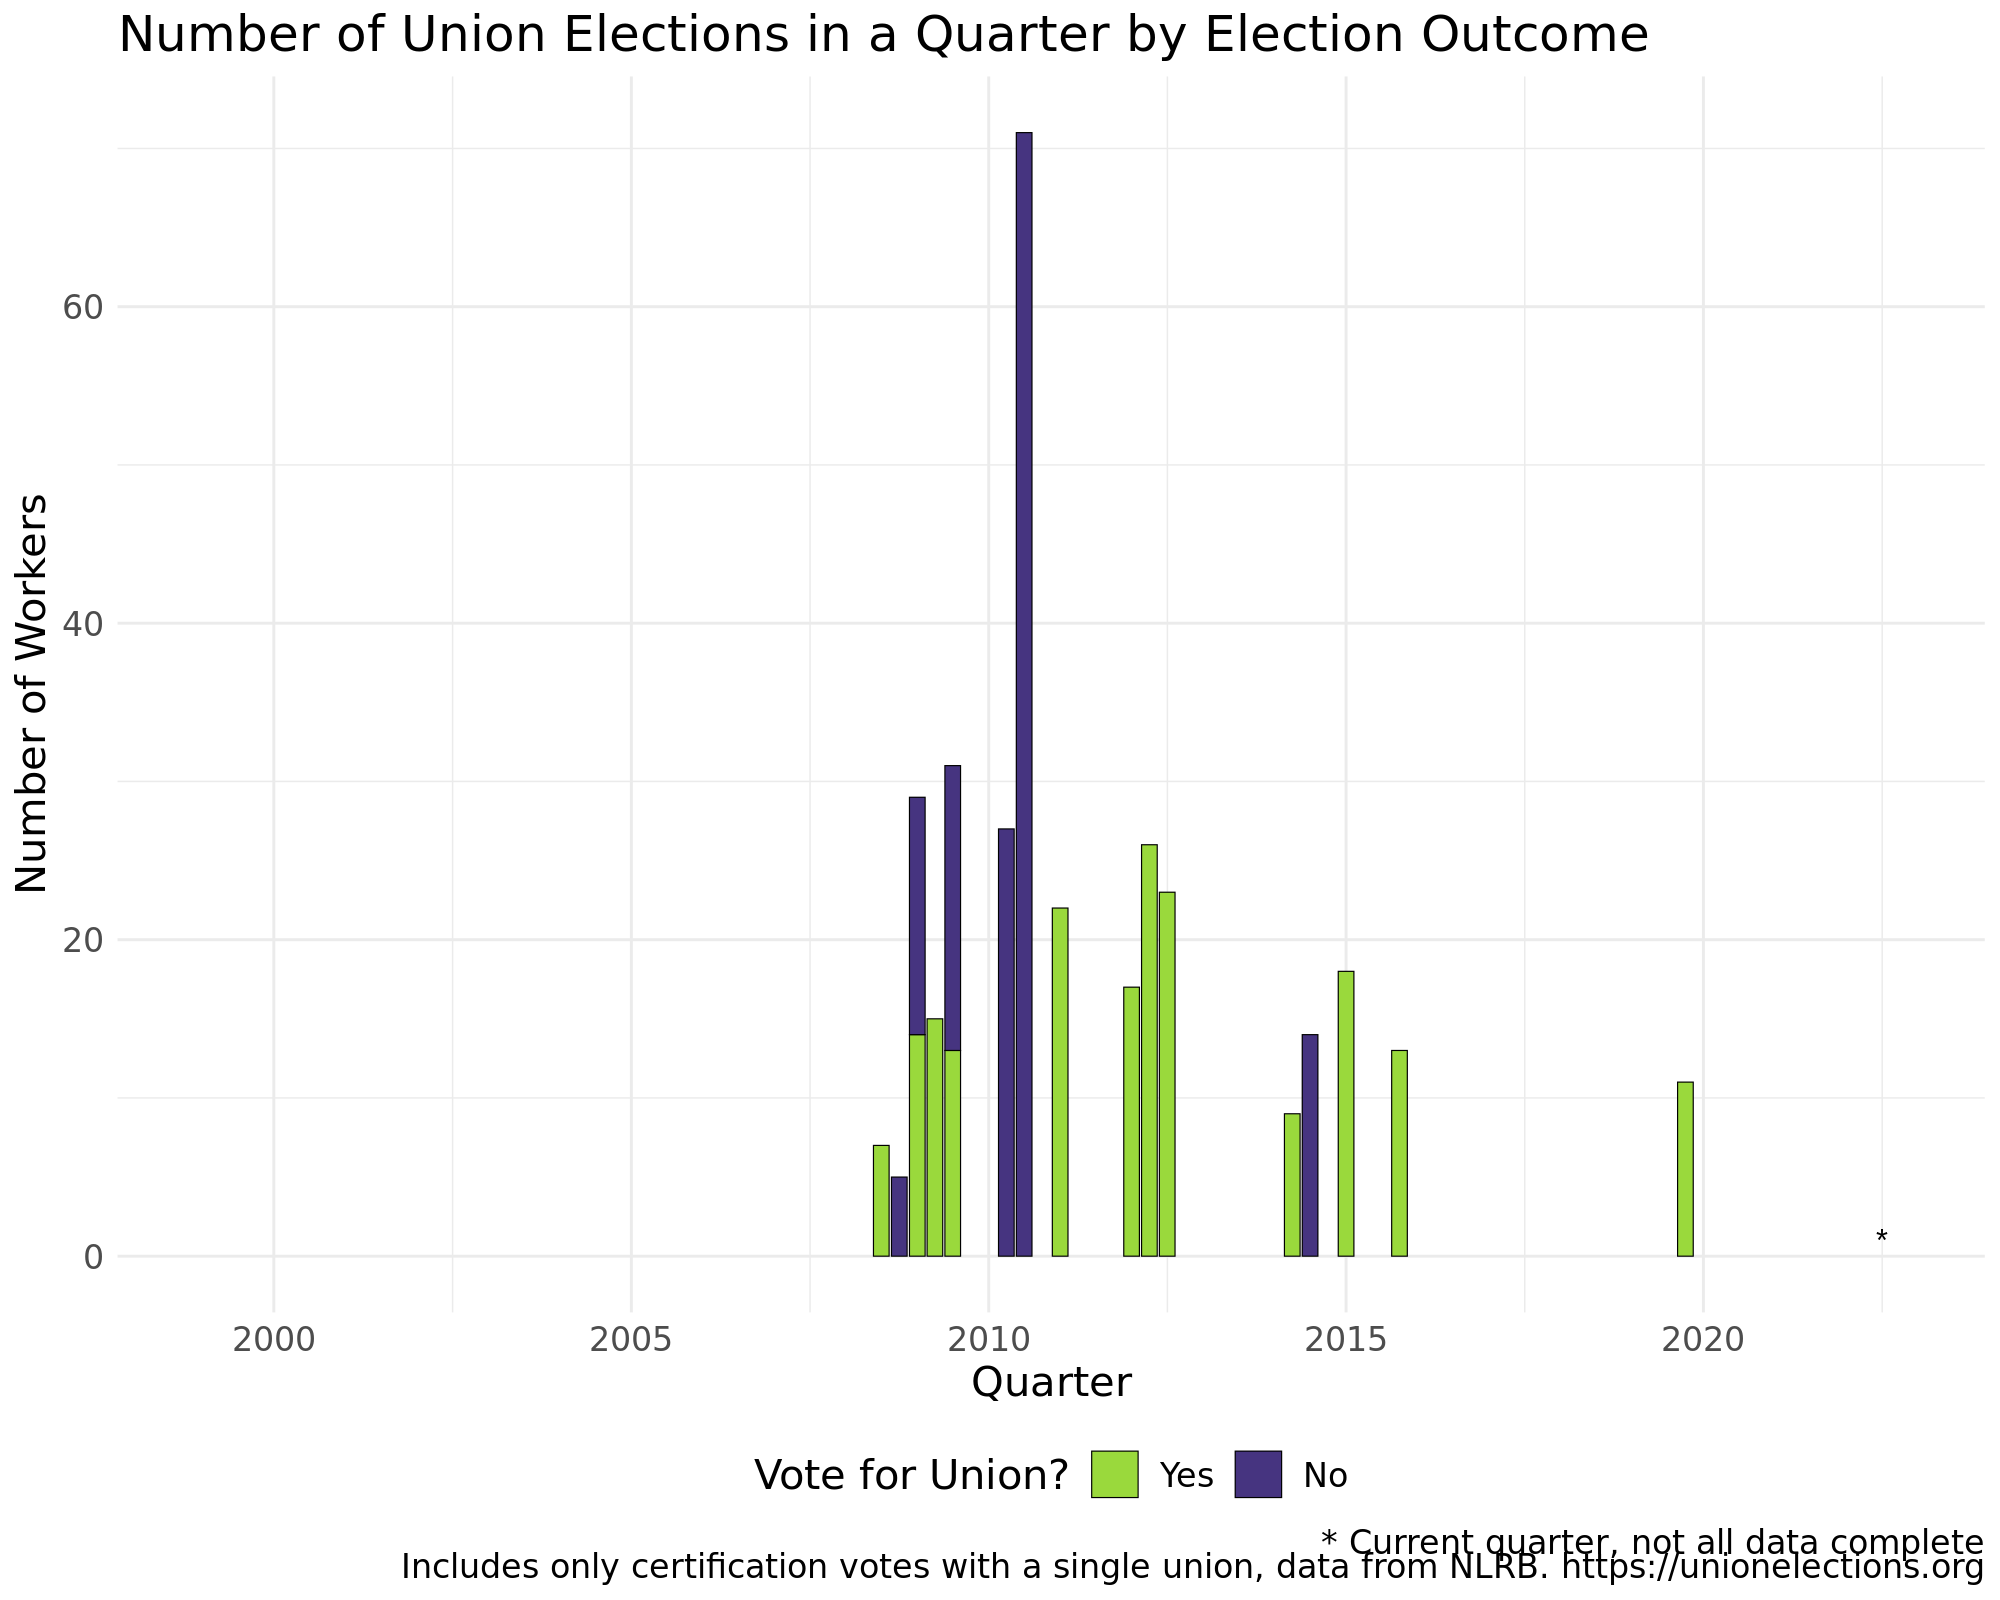 Number of Union Elections in a Quarter by Election Outcome
Number of Workers
60
40
20
0
*
2000 2005 2010 2015 2020
Quarter
Vote for Union? Yes No
* Current quarter, not all data complete
Includes only certification votes with a single union, data from NLRB. https://unionelections.org